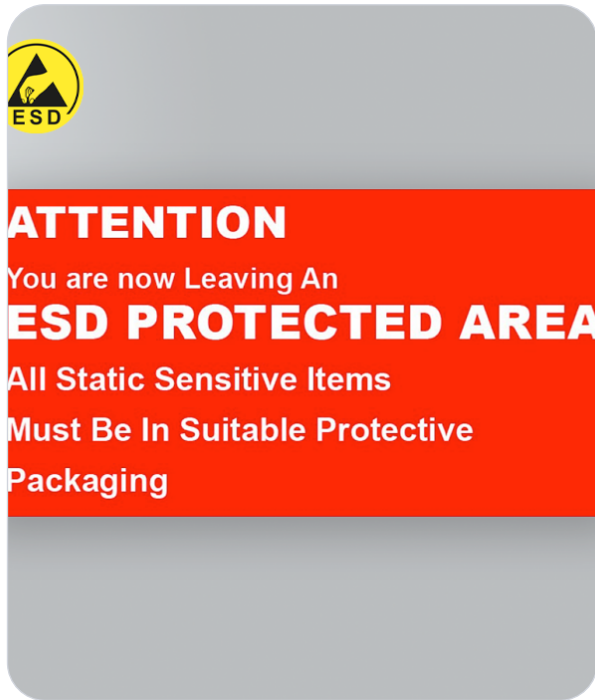 ESD
ATTENTION
You are now Leaving An
ESD PROTECTED AREA
All Static Sensitive Items
Must Be In Suitable Protective
Packaging